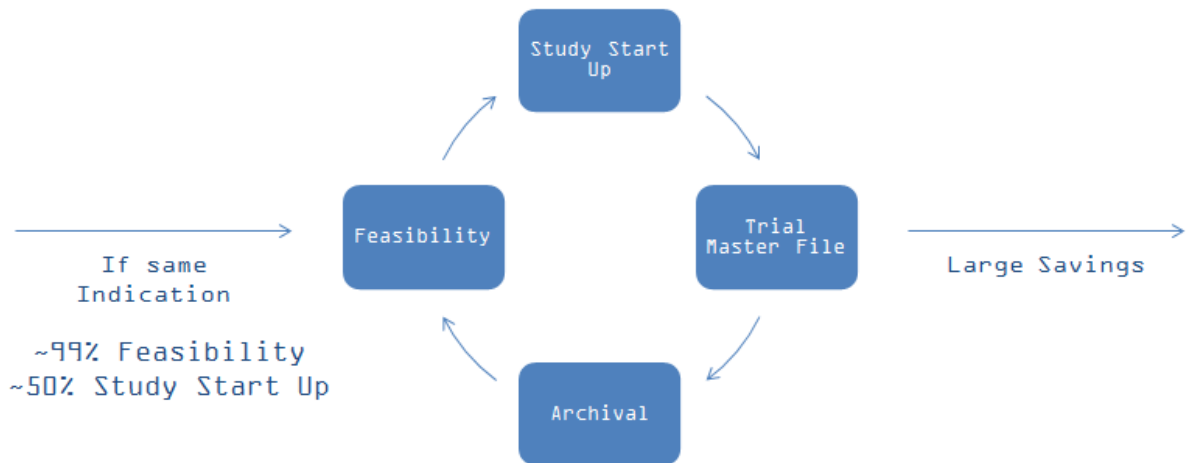 Study Start
Up
Feasibility
Trial
Master File
If same
Indication
Large Savings
~99% Feasibility
~50% Study Start Up
Archival